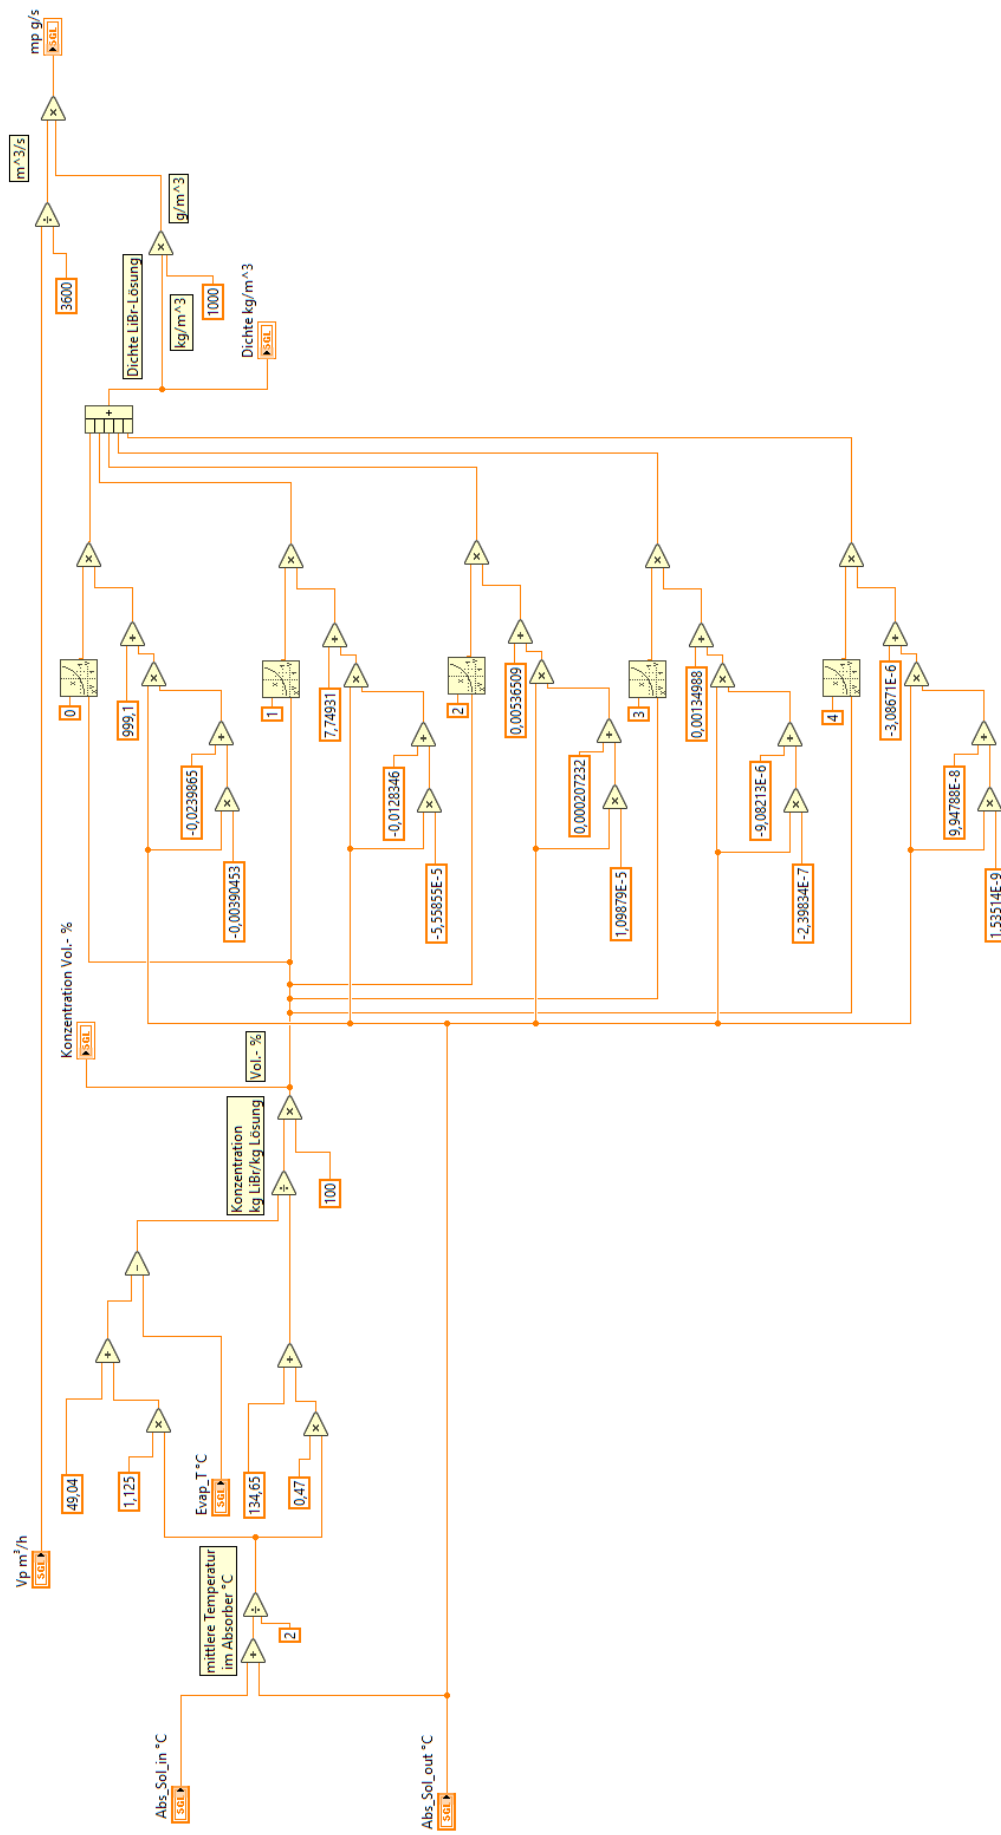 Vp m³/h
SGL
3600
m^3/s
mp g/s
SGL
49,04
1,125
Abs_Sol_in °C
SGL
mittlere Temperatur
im Absorber °C
2
Evap_T °C
SGL
134,65
0,47
Abs_Sol_out °C
SGL
Konzentration
kg LiBr/kg Lösung
100
Vol.- %
Konzentration Vol.- %
SGL
0
999,1
-0,0239865
-0,00390453
1
7,74931
-0,0128346
-5,55855E-5
2
0,00536509
0,000207232
1,09879E-5
3
0,00134988
-9,08213E-6
-2,39834E-7
4
-3,08671E-6
9,94788E-8
1,53514E-9
Dichte LiBr-Lösung
kg/m^3
g/m^3
1000
Dichte kg/m^3
SGL